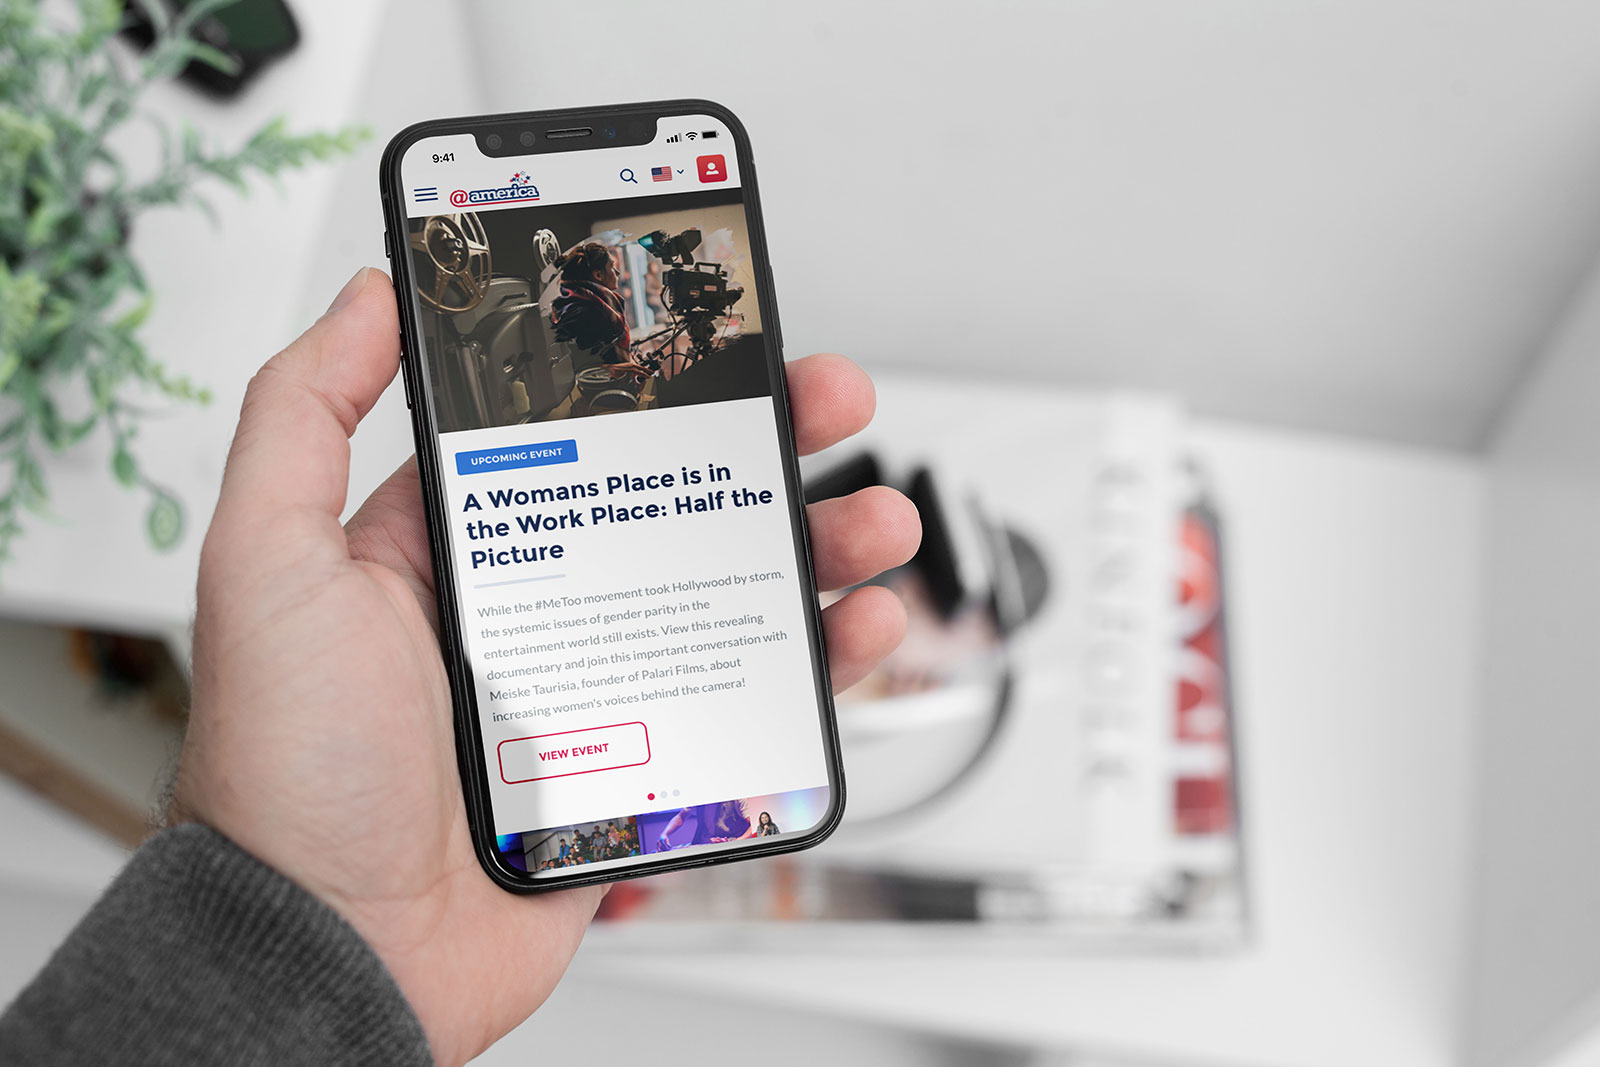 9:41
@america
UPCOMING EVENT
A Womans Place is in
the Work Place: Half the
Picture
While the #MeToo movement took Hollywood by storm,
the systemic issues of gender parity in the
entertainment world still exists. View this revealing
documentary and join this important conversation with
Meiske Taurisia, founder of Palari Films, about
increasing women's voices behind the camera!
VIEW EVENT